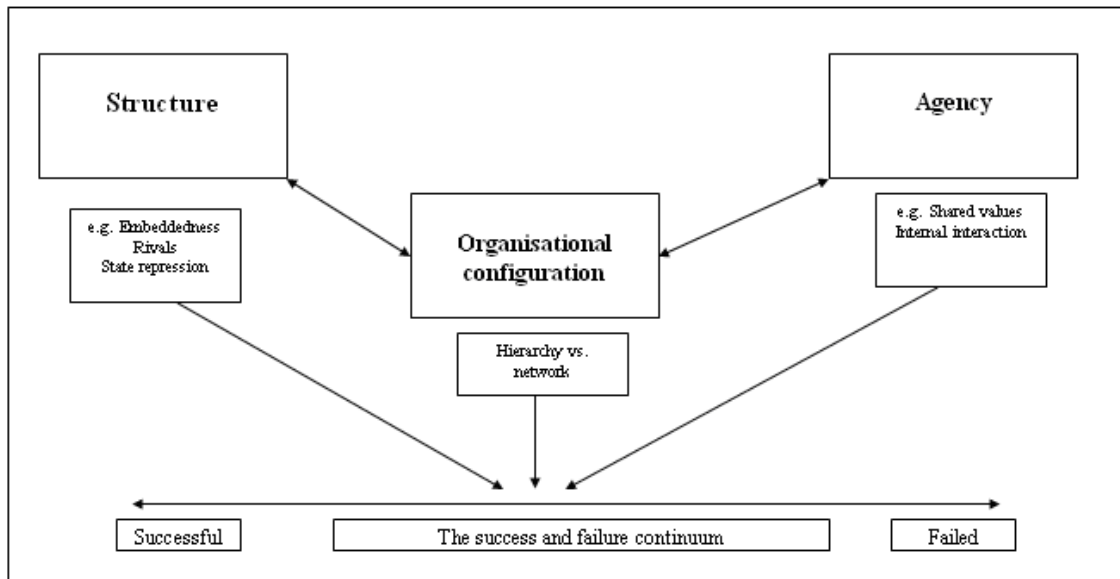 Structure
Agency
e.g. Embeddedness
Rivals
State repression
Organisational
configuration
e.g. Shared values
Internal interaction
Hierarchy vs.
network
Successful
The success and failure continuum
Failed